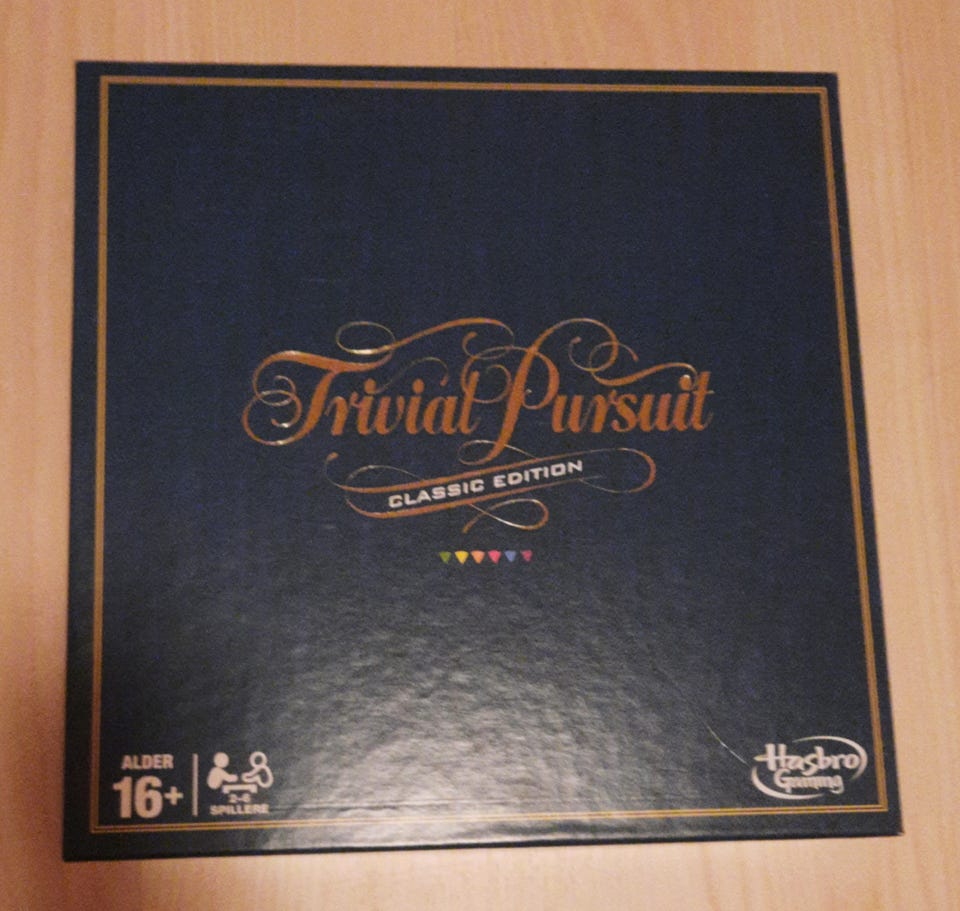 Trivial Pursuit
CLASSIC EDITION
ALDER
16+
2-6
SPILLERE
Hasbro
Gaming